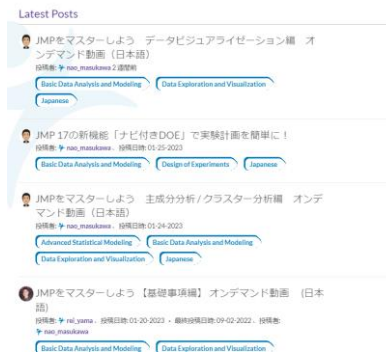 Latest Posts
JMPをマスターしよう データビジュアライゼーション編 オ
ンデマンド動画（日本語）
投稿者: nao_masukawa 2 週間前
Basic Data Analysis and Modeling Data Exploration and Visualization
Japanese
JMP 17の新機能「ナビ付きDOE」で実験計画を簡単に！
投稿者: nao_masukawa . 投稿日時: 01-25-2023
Basic Data Analysis and Modeling Design of Experiments Japanese
JMPをマスターしよう 主成分分析 / クラスター分析編 オンデ
マンド動画（日本語）
投稿者: nao_masukawa . 投稿日時: 01-24-2023
Advanced Statistical Modeling Basic Data Analysis and Modeling
Data Exploration and Visualization Japanese
JMPをマスターしよう 【基礎事項編】 オンデマンド動画 (日本
語)
投稿者: rei_yama . 投稿日時: 01-20-2023 • 最終投稿日時: 09-02-2022 . 投稿者:
nao_masukawa
Basic Data Analysis and Modeling Data Exploration and Visualization